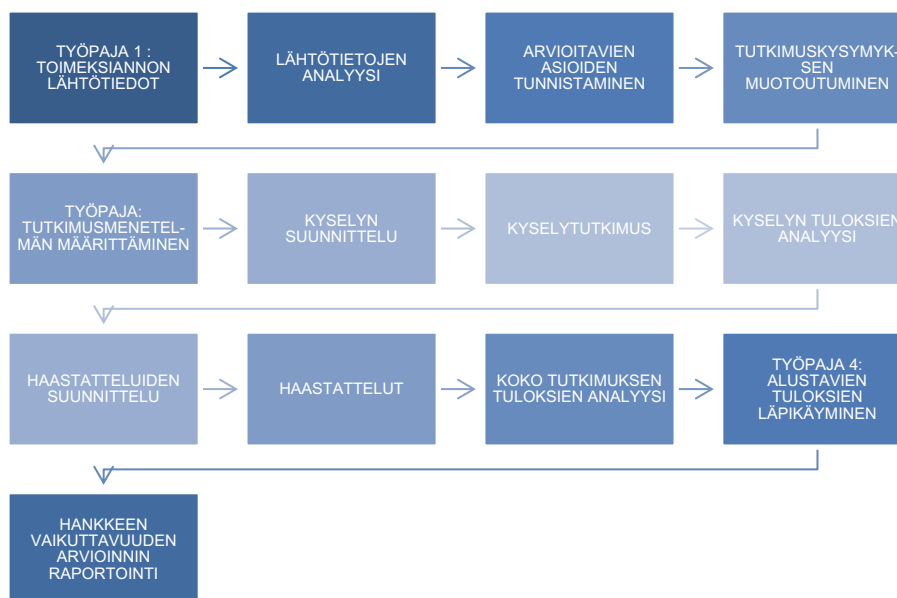 TYÖPAJA 1 :
TOIMEKSIANNON
LÄHTÖTIEDOT
LÄHTÖTIETOJEN
ANALYYSI
ARVIOITAVIEN
ASIOIDEN
TUNNISTAMINEN
TUTKIMUSKYSYMYK-
SEN
MUOTOUTUMINEN
TYÖPAJA:
TUTKIMUSMENETEL-
MÄN MÄÄRITTÄMINEN
KYSELYN
SUUNNITTELU
KYSELYTUTKIMUS
KYSELYN TULOKSIEN
ANALYYSI
HAASTATTELUIDEN
SUUNNITTELU
HAASTATTELUT
KOKO TUTKIMUKSEN
TULOKSIEN ANALYYSI
TYÖPAJA 4:
ALUSTAVIEN
TULOKSIEN
LÄPIKÄYMINEN
HANKKEEN
VAIKUTTAVUUDEN
ARVIOINNIN
RAPORTOINTI